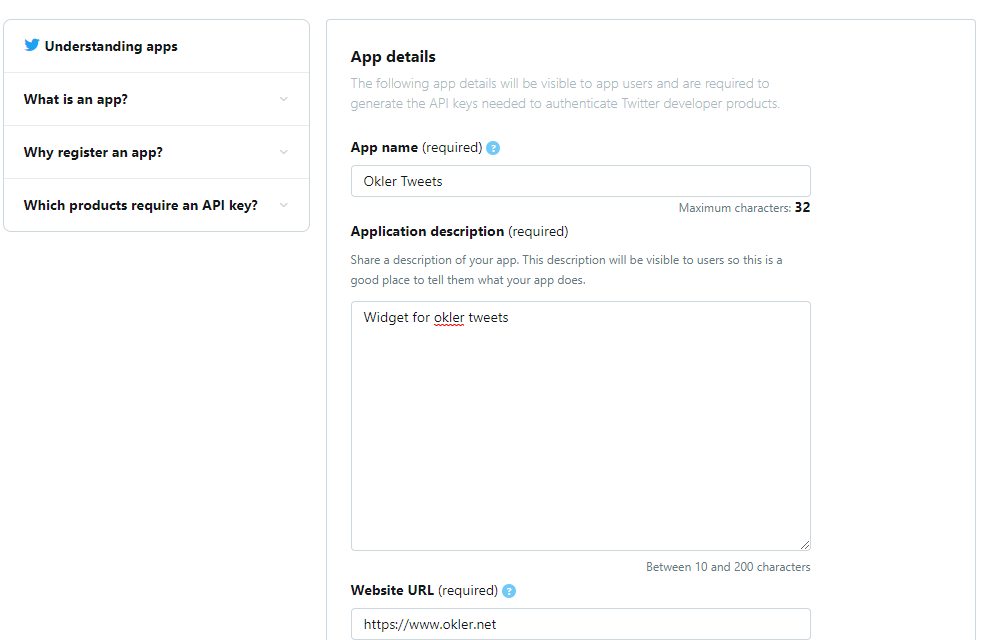 Understanding apps
What is an app?
Why register an app?
Which products require an API key?
App details
The following app details will be visible to app users and are required to
generate the API keys needed to authenticate Twitter developer products.
App name (required) ?
Okler Tweets
Maximum characters: 32
Application description (required)
Share a description of your app. This description will be visible to users so this is a
good place to tell them what your app does.
Widget for okler tweets
Between 10 and 200 characters
Website URL (required) ?
https://www.okler.net